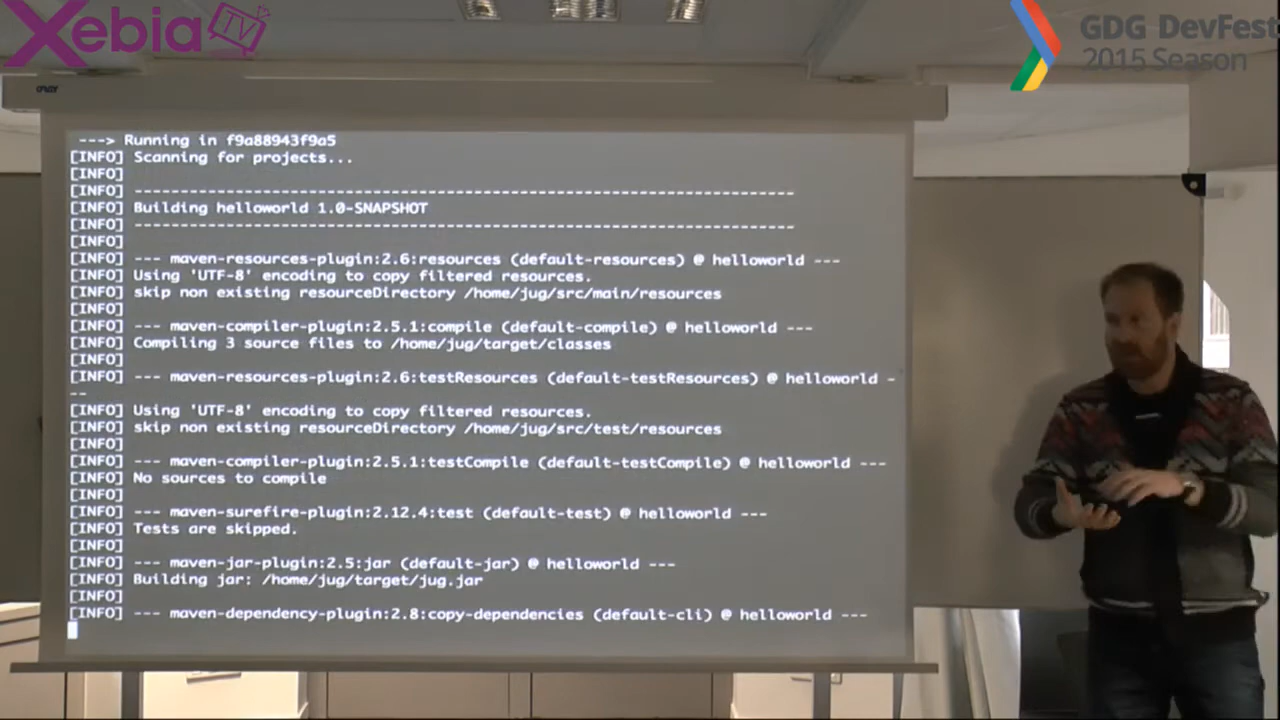 Xebia TV
GDG DevFest
2015 Season
oray
---> Running in f9a88943f9a5
[INFO] Scanning for projects...
[INFO]
[INFO] ------------------------------------------------------------------------
[INFO] Building helloworld 1.0-SNAPSHOT
[INFO] ------------------------------------------------------------------------
[INFO]
[INFO] --- maven-resources-plugin:2.6:resources (default-resources) @ helloworld ---
[INFO] Using 'UTF-8' encoding to copy filtered resources.
[INFO] skip non existing resourceDirectory /home/jug/src/main/resources
[INFO]
[INFO] --- maven-compiler-plugin:2.5.1:compile (default-compile) @ helloworld ---
[INFO] Compiling 3 source files to /home/jug/target/classes
[INFO]
[INFO] --- maven-resources-plugin:2.6:testResources (default-testResources) @ helloworld -
--
[INFO] Using 'UTF-8' encoding to copy filtered resources.
[INFO] skip non existing resourceDirectory /home/jug/src/test/resources
[INFO]
[INFO] --- maven-compiler-plugin:2.5.1:testCompile (default-testCompile) @ helloworld ---
[INFO] No sources to compile
[INFO]
[INFO] --- maven-surefire-plugin:2.12.4:test (default-test) @ helloworld ---
[INFO] Tests are skipped.
[INFO]
[INFO] --- maven-jar-plugin:2.5:jar (default-jar) @ helloworld ---
[INFO] Building jar: /home/jug/target/jug.jar
[INFO]
[INFO] --- maven-dependency-plugin:2.8:copy-dependencies (default-cli) @ helloworld ---